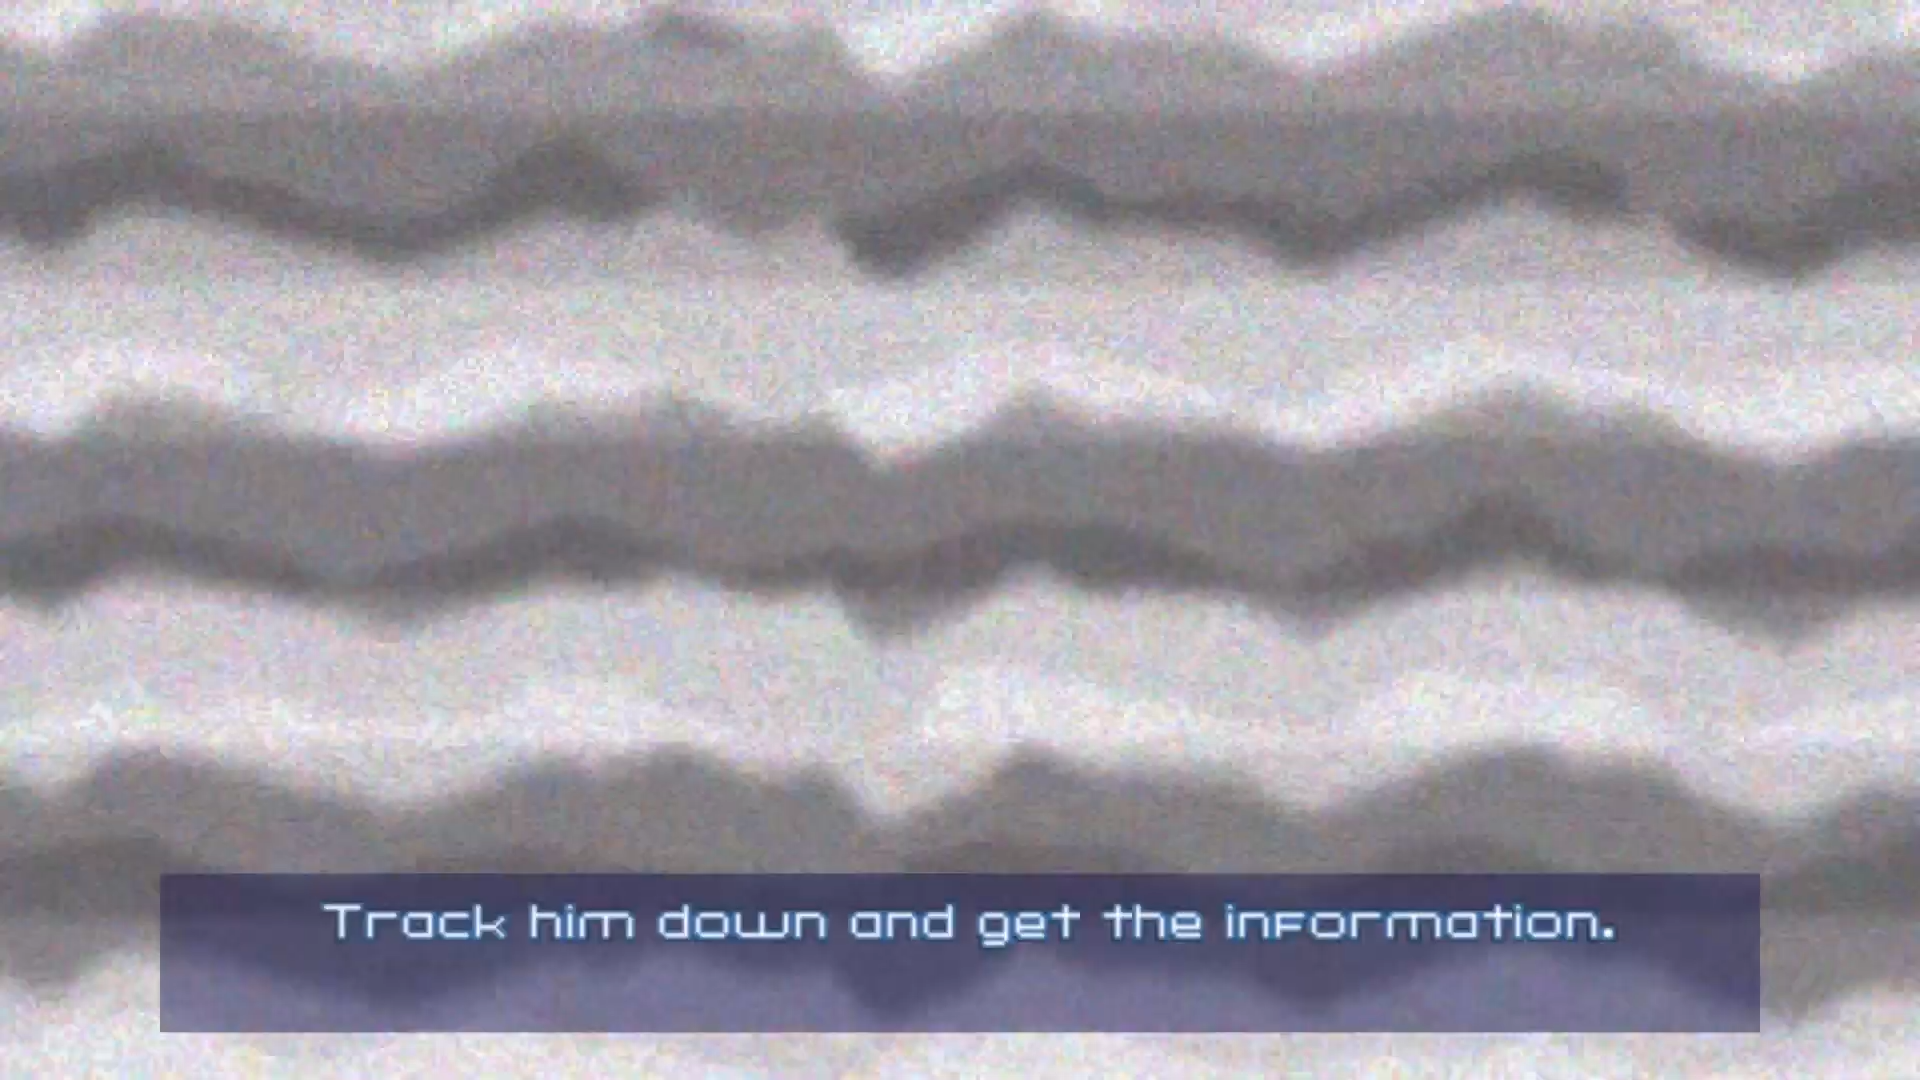 Track him down and get the information.